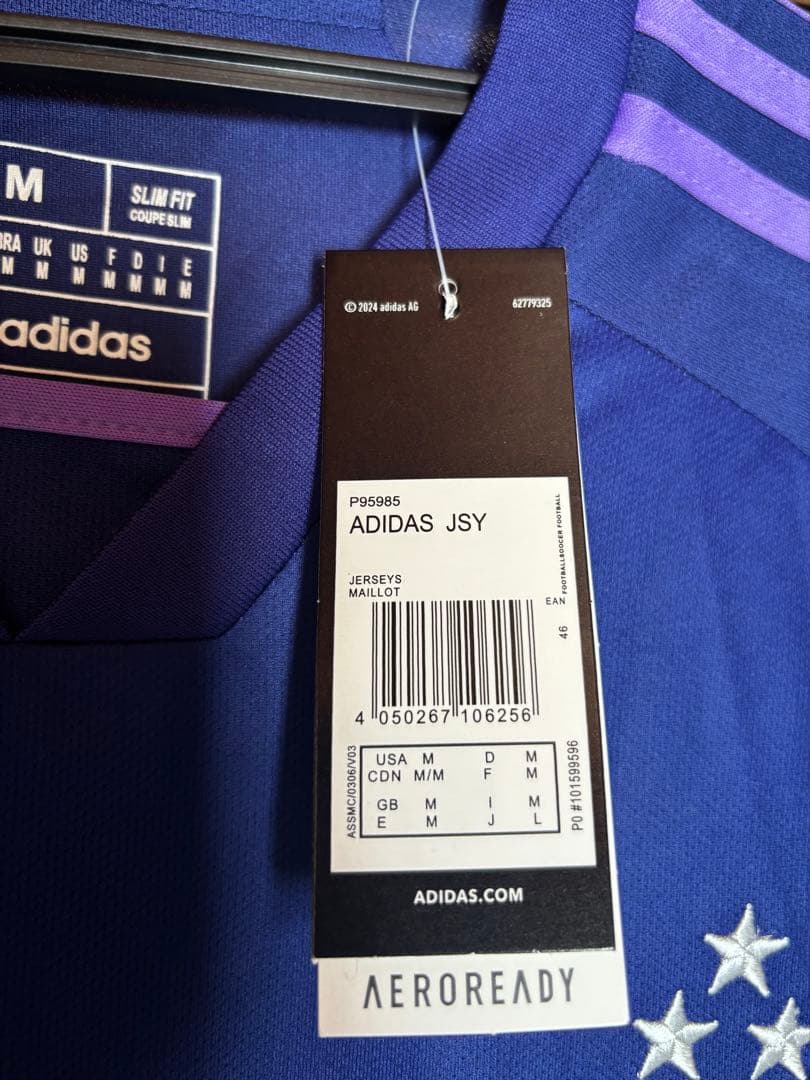 M
SLIM FIT
COUPE SLIM
BRA UK US F D I E
M M M M M M M
adidas
© 2024 adidas AG
62779325
P95985
ADIDAS JSY
JERSEYS
MAILLOT
FOOTBALL&SOCCER FOOTBALL
EAN
46
4 050267 106256
ASSMC/0306/V03
USA M D M
CDN M/M F M
GB M I M
E M J L
PO #101599596
ADIDAS.COM
AEROREADY